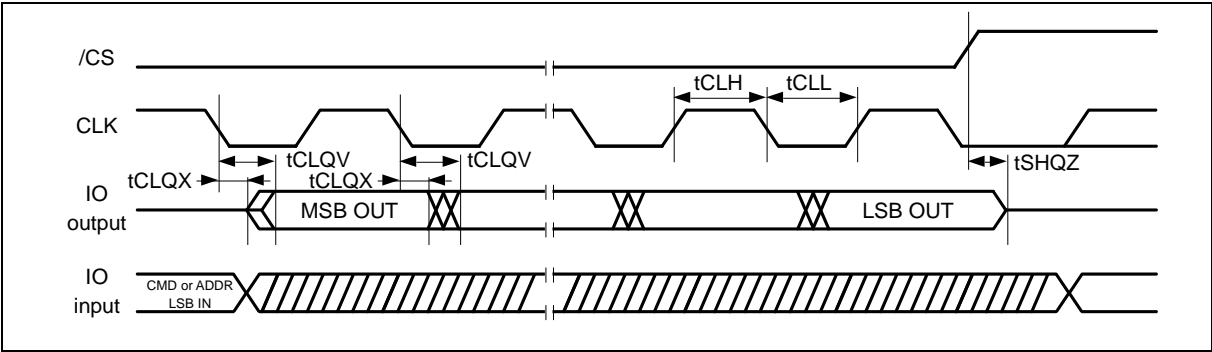 /CS
tCLH
tCLL
CLK
tCLQV
tCLQV
tSHQZ
tCLQX
tCLQX
IO
output
MSB OUT
LSB OUT
IO
input
CMD or ADDR
LSB IN